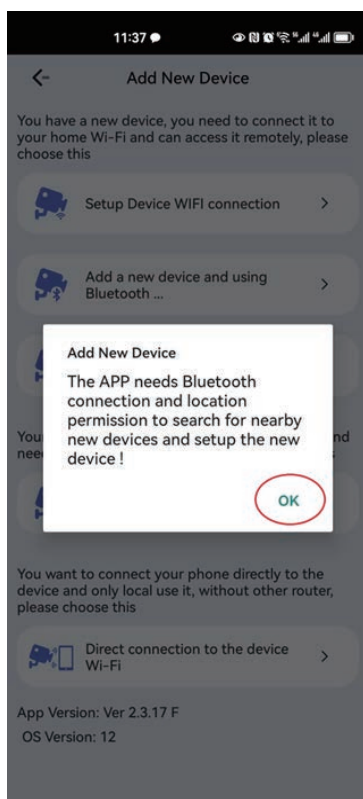 11:37
Add New Device
You have a new device, you need to connect it to
your home Wi-Fi and can access it remotely, please
choose this
Setup Device WIFI connection
Add a new device and using
Bluetooth ...
Add New Device
The APP needs Bluetooth
connection and location
permission to search for nearby
new devices and setup the new
device !
You
nd
nee
OK
You want to connect your phone directly to the
device and only local use it, without other router,
please choose this
Direct connection to the device
Wi-Fi
App Version: Ver 2.3.17 F
OS Version: 12